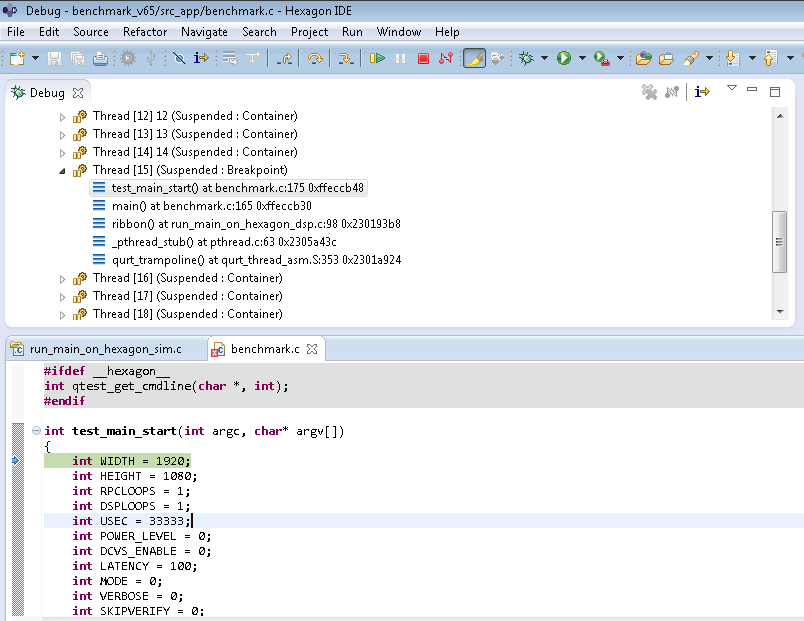 Debug - benchmark_v65/src_app/benchmark.c - Hexagon IDE
File Edit Source Refactor Navigate Search Project Run Window Help
Debug
Thread [12] 12 (Suspended : Container)
Thread [13] 13 (Suspended : Container)
Thread [14] 14 (Suspended : Container)
Thread [15] (Suspended : Breakpoint)
test_main_start() at benchmark.c:175 0xffeccb48
main() at benchmark.c:165 0xffeccb30
ribbon() at run_main_on_hexagon_dsp.c:98 0x230193b8
_pthread_stub() at pthread.c:63 0x2305a43c
qurt_trampoline() at qurt_thread_asm.S:353 0x2301a924
Thread [16] (Suspended : Container)
Thread [17] (Suspended : Container)
Thread [18] (Suspended : Container)
run_main_on_hexagon_sim.c benchmark.c
#ifdef __hexagon__
int qtest_get_cmdline(char *, int);
#endif
int test_main_start(int argc, char* argv[])
{
int WIDTH = 1920;
int HEIGHT = 1080;
int RPCLOOPS = 1;
int DSPLOOPS = 1;
int USEC = 33333;
int POWER_LEVEL = 0;
int DCVS_ENABLE = 0;
int LATENCY = 100;
int MODE = 0;
int VERBOSE = 0;
int SKIPVERIFY = 0;